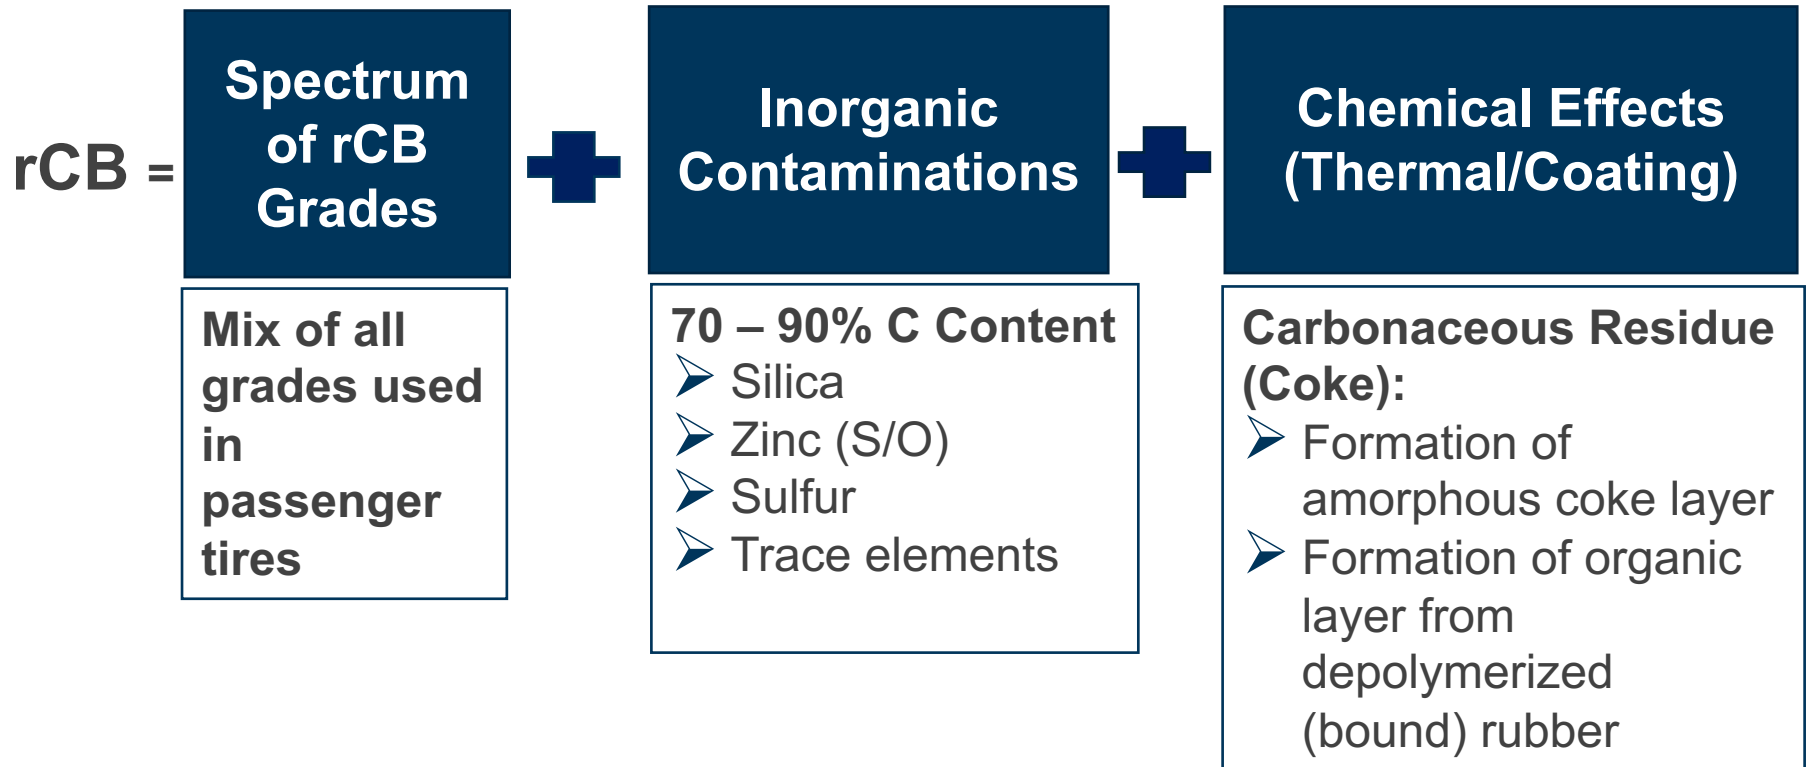 rCB =
Spectrum
of rCB
Grades
Inorganic
Contaminations
Chemical Effects
(Thermal/Coating)
Mix of all
grades used
in
passenger
tires
70 – 90% C Content
Silica
Zinc (S/O)
Sulfur
Trace elements
Carbonaceous Residue
(Coke):
Formation of
amorphous coke layer
Formation of organic
layer from
depolymerized
(bound) rubber